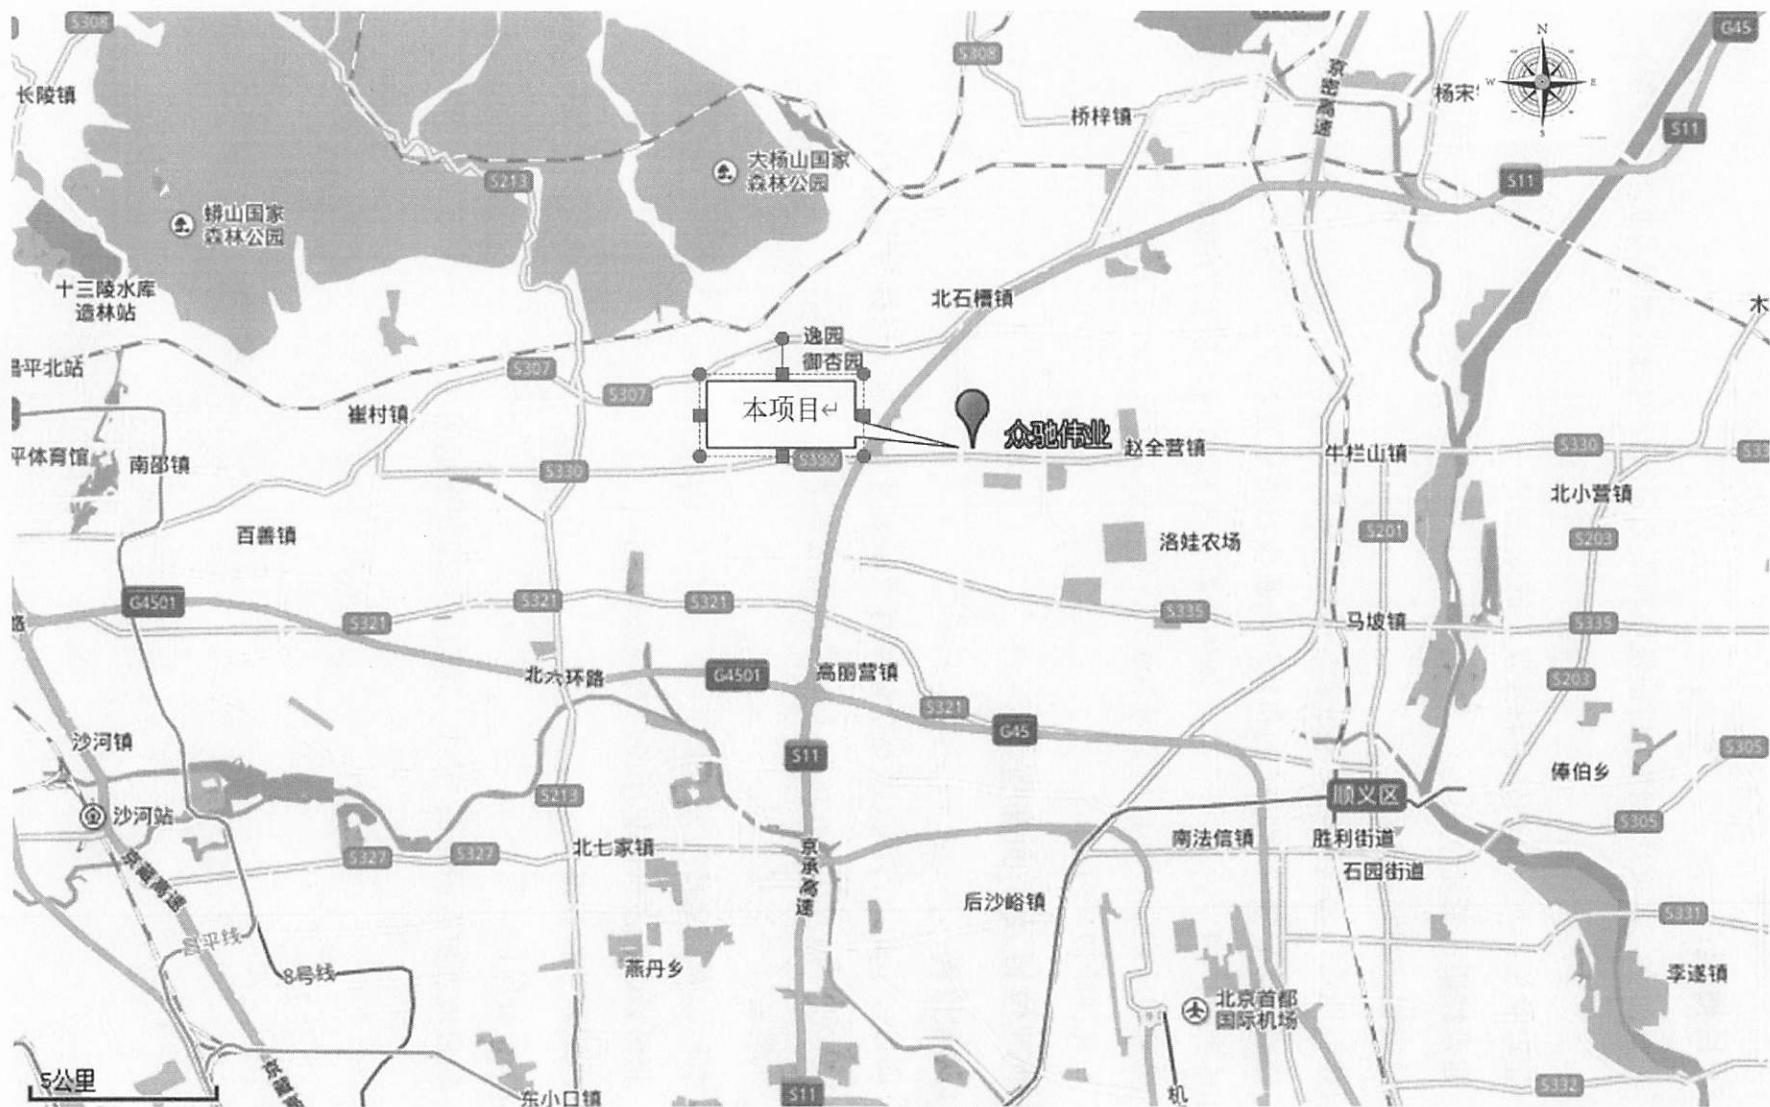 S308
G45
长陵镇
S308
京密高速
N
W
E
S
杨宋
桥梓镇
S11
大杨山国家
森林公园
S213
S11
蟒山国家
森林公园
十三陵水库
造林站
北石槽镇
木
逸园
御杏园
昌平北站
S307
S307
崔村镇
本项目
众驰伟业
赵全营镇
牛栏山镇
S330
S330
平体育馆
南邵镇
S330
S330
北小营镇
百善镇
洛娃农场
S201
S203
G4501
S321
S321
S321
S335
马坡镇
S335
路
北六环路
G4501
高丽营镇
S203
S321
G45
沙河镇
S11
S305
俸伯乡
顺义区
S213
沙河站
S305
南法信镇
胜利街道
北七家镇
S327
S327
京承高速
石园街道
京藏高速
后沙峪镇
S331
昌平线
燕丹乡
8号线
李遂镇
北京首都
国际机场
5公里
东小口镇
S11
机
S332